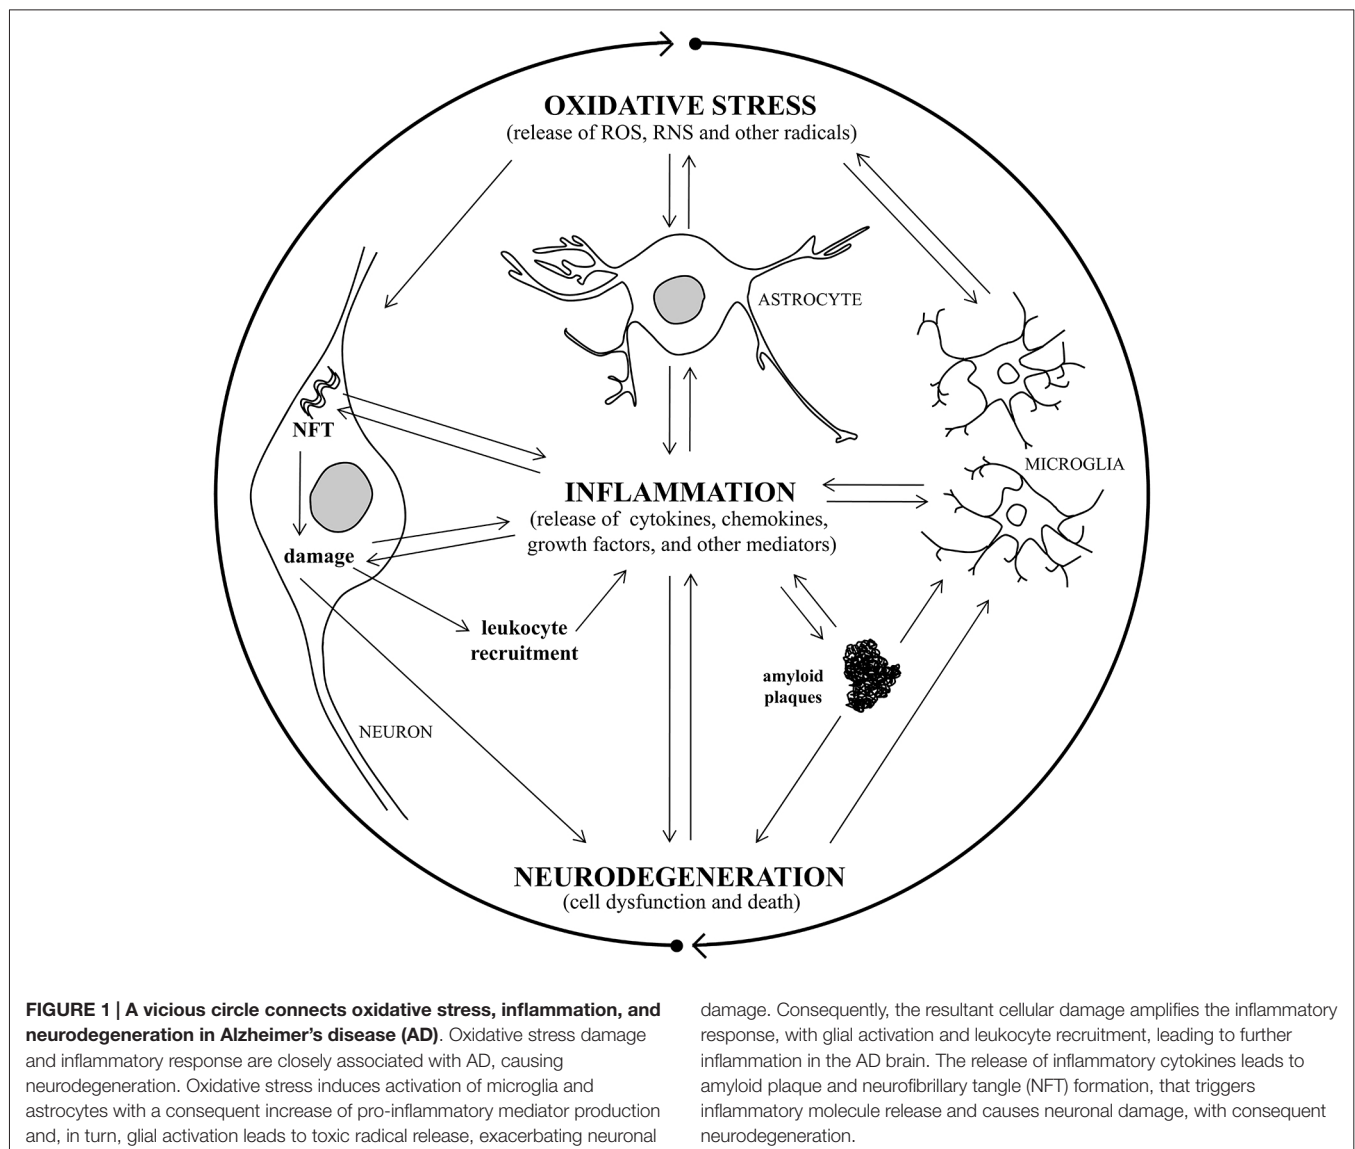 OXIDATIVE STRESS
(release of ROS, RNS and other radicals)
ASTROCYTE
NFT
MICROGLIA
INFLAMMATION
(release of cytokines, chemokines,
growth factors, and other mediators)
damage
leukocyte
recruitment
amyloid
plaques
NEURON
NEURODEGENERATION
(cell dysfunction and death)
FIGURE 1 | A vicious circle connects oxidative stress, inflammation, and
neurodegeneration in Alzheimer's disease (AD). Oxidative stress damage
and inflammatory response are closely associated with AD, causing
neurodegeneration. Oxidative stress induces activation of microglia and
astrocytes with a consequent increase of pro-inflammatory mediator production
and, in turn, glial activation leads to toxic radical release, exacerbating neuronal
damage. Consequently, the resultant cellular damage amplifies the inflammatory
response, with glial activation and leukocyte recruitment, leading to further
inflammation in the AD brain. The release of inflammatory cytokines leads to
amyloid plaque and neurofibrillary tangle (NFT) formation, that triggers
inflammatory molecule release and causes neuronal damage, with consequent
neurodegeneration.